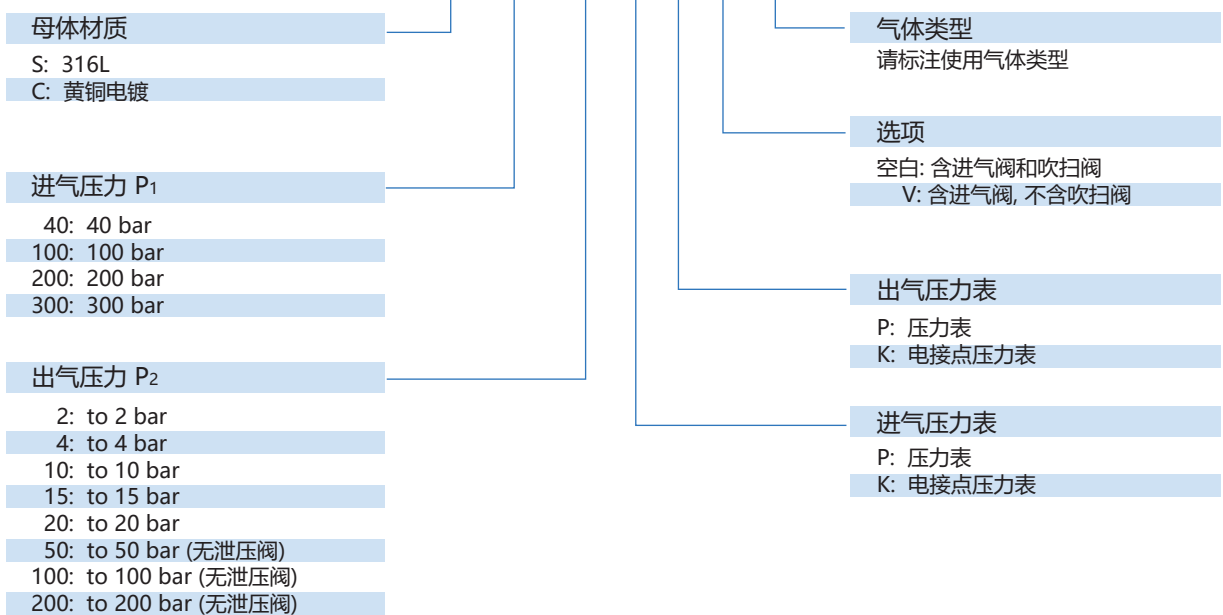 母体材质
S: 316L
C: 黄铜电镀
进气压力 P1
40: 40 bar
100: 100 bar
200: 200 bar
300: 300 bar
出气压力 P2
2: to 2 bar
4: to 4 bar
10: to 10 bar
15: to 15 bar
20: to 20 bar
50: to 50 bar (无泄压阀)
100: to 100 bar (无泄压阀)
200: to 200 bar (无泄压阀)
气体类型
请标注使用气体类型
选项
空白: 含进气阀和吹扫阀
V: 含进气阀, 不含吹扫阀
出气压力表
P: 压力表
K: 电接点压力表
进气压力表
P: 压力表
K: 电接点压力表